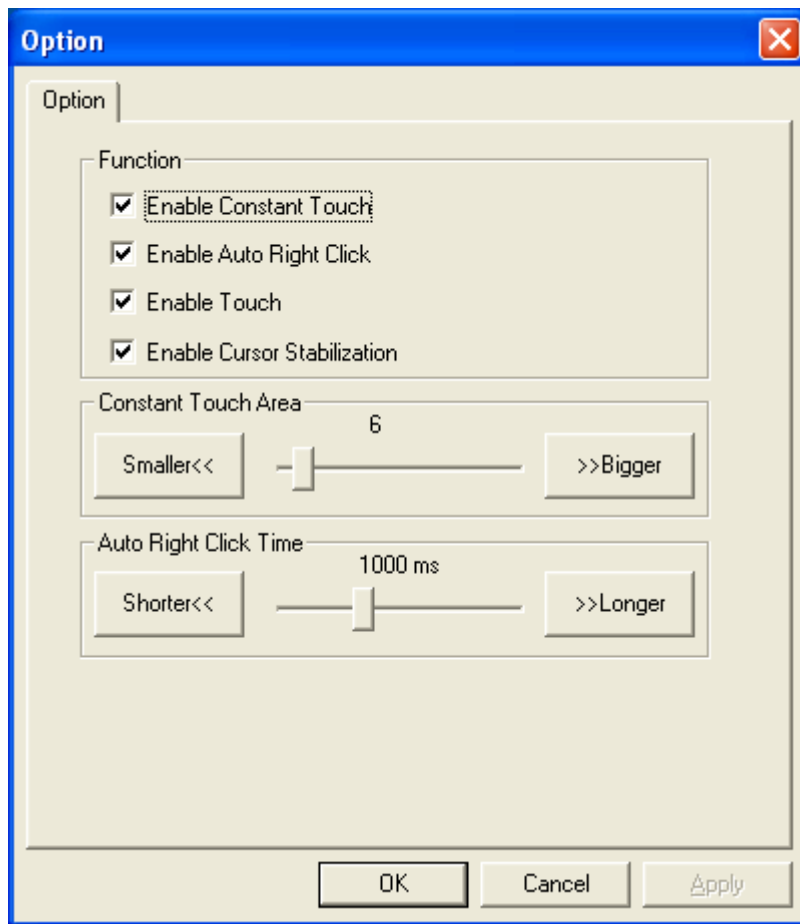 Option
Option
Function
Enable Constant Touch
Enable Auto Right Click
Enable Touch
Enable Cursor Stabilization
Constant Touch Area
6
Smaller<<
>>Bigger
Auto Right Click Time
1000 ms
Shorter<<
>>Longer
OK
Cancel
Apply